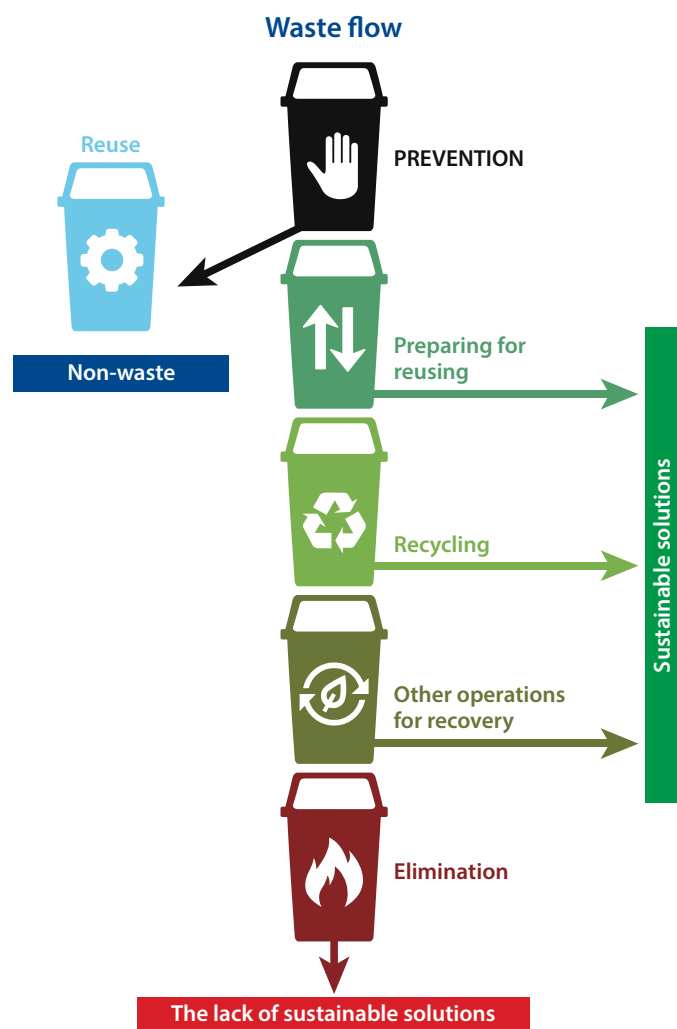 Waste flow
PREVENTION
Reuse
Non-waste
Preparing for
reusing
Recycling
Other operations
for recovery
Sustainable solutions
Elimination
The lack of sustainable solutions